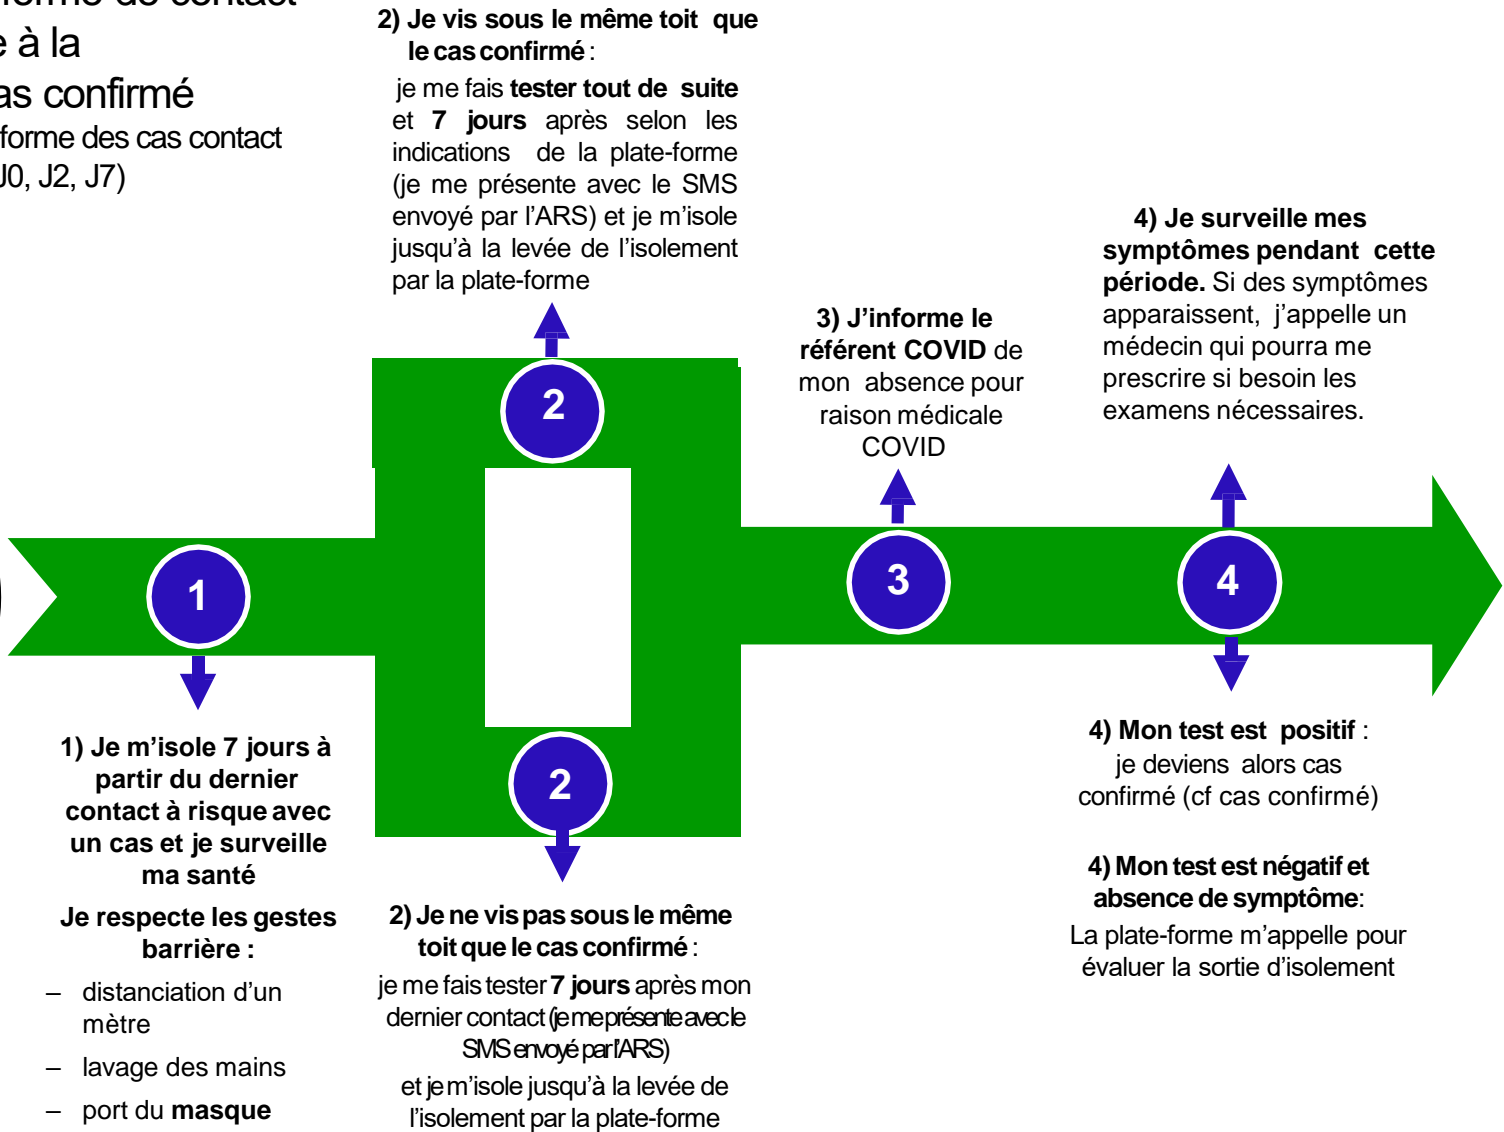 forme de contact
e à la
as confirmé
forme des cas contact
J0, J2, J7)
2) Je vis sous le même toit que
le cas confirmé :
je me fais tester tout de suite
et 7 jours après selon les
indications de la plate-forme
(je me présente avec le SMS
envoyé par l’ARS) et je m’isole
jusqu’à la levée de l’isolement
par la plate-forme
3) J’informe le
référent COVID de
mon absence pour
raison médicale
COVID
4) Je surveille mes
symptômes pendant cette
période. Si des symptômes
apparaissent, j’appelle un
médecin qui pourra me
prescrire si besoin les
examens nécessaires.
2
1
3
4
2
1) Je m’isole 7 jours à
partir du dernier
contact à risque avec
un cas et je surveille
ma santé
Je respecte les gestes
barrière :
– distanciation d’un
mètre
– lavage des mains
– port du masque
2) Je ne vis pas sous le même
toit que le cas confirmé :
je me fais tester 7 jours après mon
dernier contact (je me présente avec le
SMS envoyé par l’ARS)
et je m’isole jusqu’à la levée de
l’isolement par la plate-forme
4) Mon test est positif :
je deviens alors cas
confirmé (cf cas confirmé)
4) Mon test est négatif et
absence de symptôme:
La plate-forme m’appelle pour
évaluer la sortie d’isolement